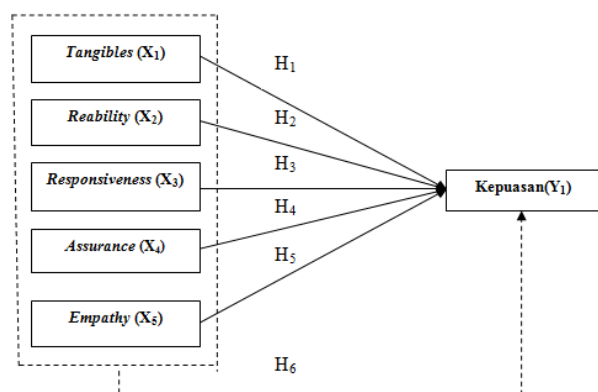 Tangibles (X₁)
H₁
Reability (X₂)
H₂
H₃
Responsiveness (X₃)
Kepuasan(Y₁)
H₄
Assurance (X₄)
H₅
Empathy (X₅)
H₆